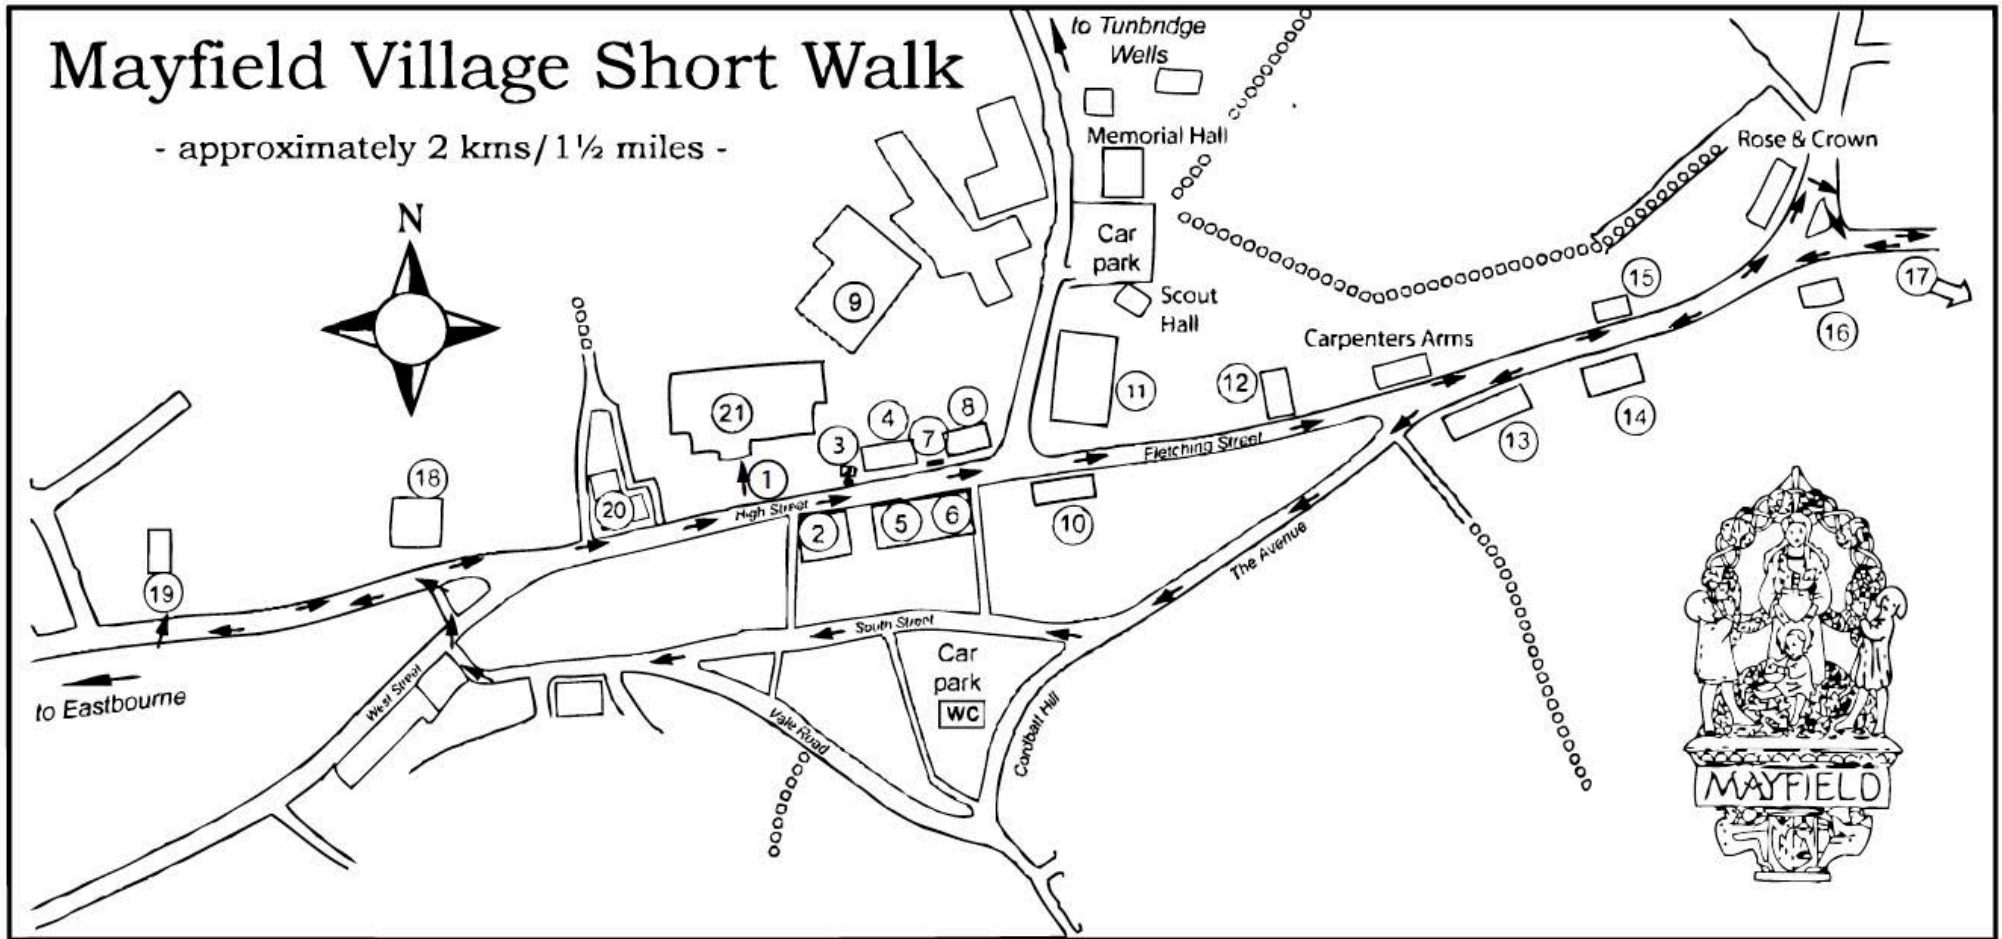 Mayfield Village Short Walk
- approximately 2 kms/1½ miles -
N
to Tunbridge
Wells
Memorial Hall
Car
park
Scout
Hall
Rose & Crown
Carpenters Arms
Fletching Street
High Street
The Avenue
South Street
Car
park
WC
Vale Road
Cordball Hill
West Street
to Eastbourne
1
2
3
4
5
6
7
8
9
10
11
12
13
14
15
16
17
18
19
20
21
MAYFIELD